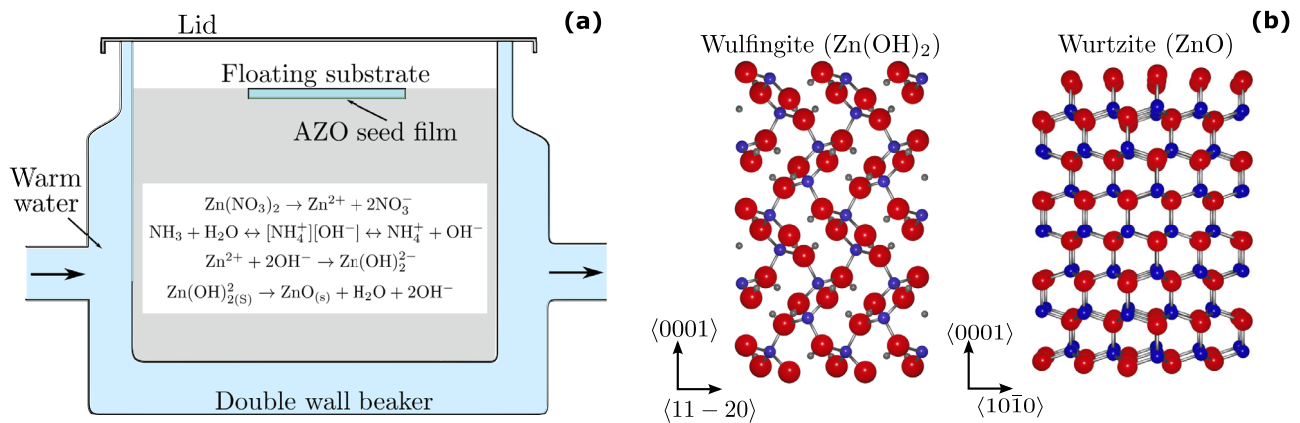 (a)
Lid
Floating substrate
AZO seed film
Warm
water
Zn(NO₃)₂ → Zn²⁺ + 2NO₃⁻
NH₃ + H₂O ↔ [NH₄⁺][OH⁻] ↔ NH₄⁺ + OH⁻
Zn²⁺ + 2OH⁻ → Zn(OH)₂²⁻
Zn(OH)²₂₍S₎ → ZnO₍s₎ + H₂O + 2OH⁻
Double wall beaker
(b)
Wulfingite (Zn(OH)₂)
⟨0001⟩
⟨11 − 20⟩
Wurtzite (ZnO)
⟨0001⟩
⟨101̄0⟩